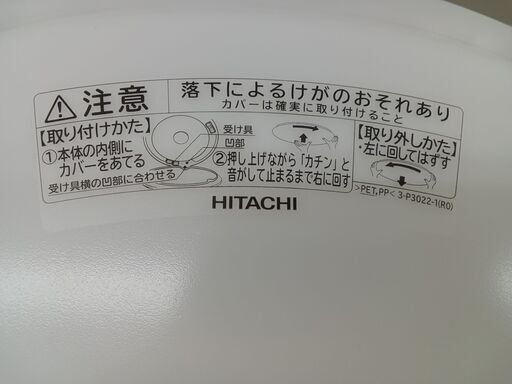 注意
落下によるけがのおそれあり
カバーは確実に取り付けること
【取り付けかた】
①本体の内側に
カバーをあてる
受け具横の凹部に合わせる
受け具
凹部
②押し上げながら「カチン」と
音がして止まるまで右に回す
【取り外しかた】
・左に回してはずす
>PET,PP< 3-P3022-1(R0)
HITACHI